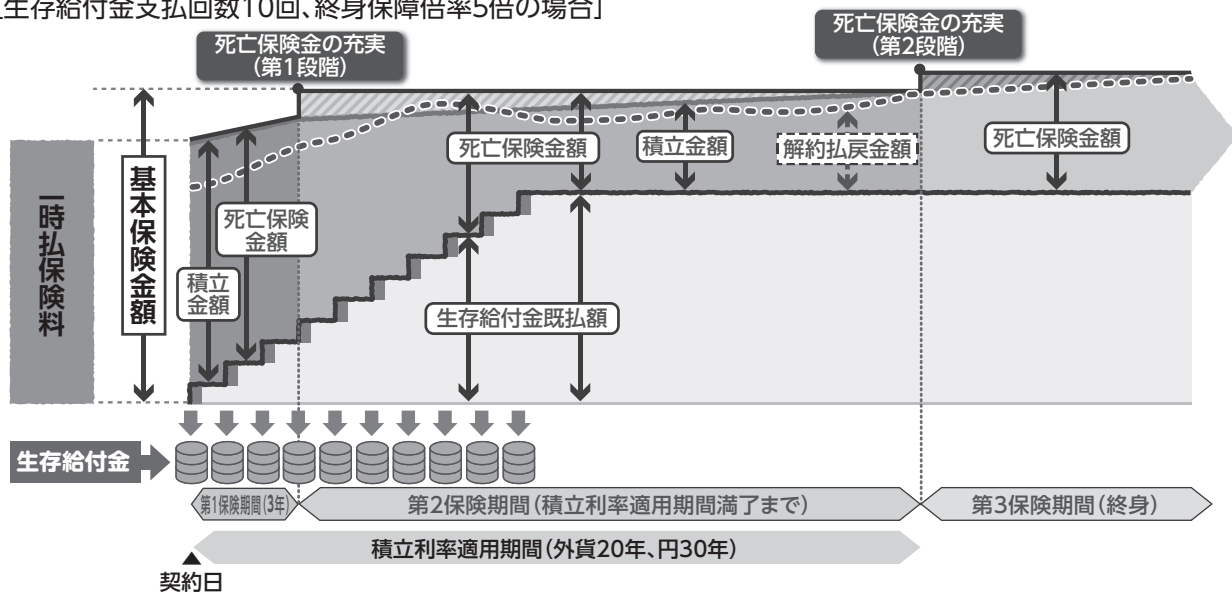 生存給付金支払回数10回、終身保障倍率5倍の場合］
死亡保険金の充実
（第1段階）
死亡保険金の充実
（第2段階）
一時払保険料
基本保険金額
積立
金額
死亡保険
金額
死亡保険金額
積立金額
解約払戻金額
死亡保険金額
生存給付金既払額
生存給付金
第1保険期間（3年）
第2保険期間（積立利率適用期間満了まで）
第3保険期間（終身）
積立利率適用期間（外貨20年、円30年）
▲
契約日